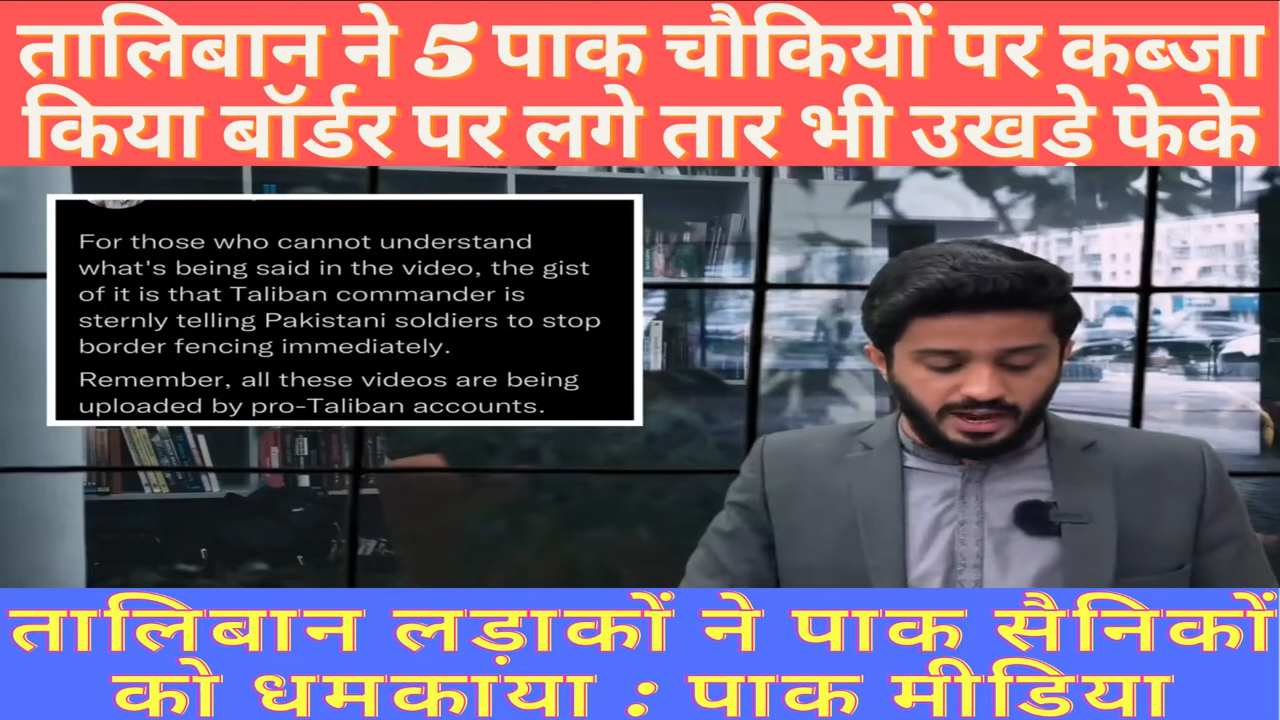 तालिबान ने 5 पाक चौकियों पर कब्जा
किया बॉर्डर पर लगे तार भी उखड़े फेके
For those who cannot understand
what's being said in the video, the gist
of it is that Taliban commander is
sternly telling Pakistani soldiers to stop
border fencing immediately.
Remember, all these videos are being
uploaded by pro-Taliban accounts.
तालिबान लड़ाकों ने पाक सैनिकों
को धमकाया : पाक मीडिया